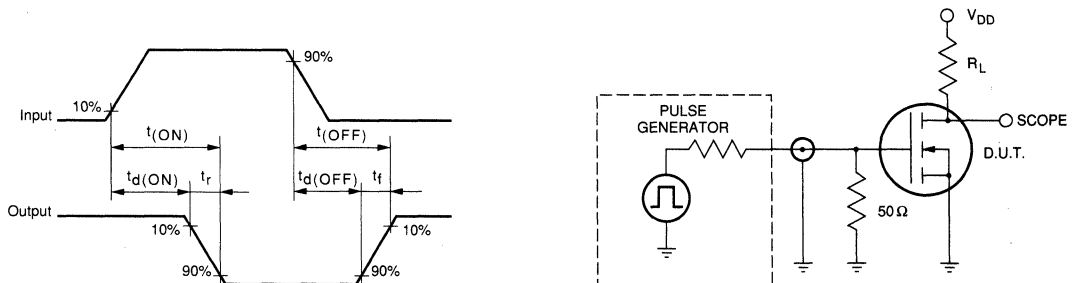 90%
10%
Input
t(ON)
t(OFF)
td(ON)
tr
td(OFF)
tf
Output
10%
10%
90%
90%
VDD
RL
PULSE
GENERATOR
SCOPE
D.U.T.
50Ω